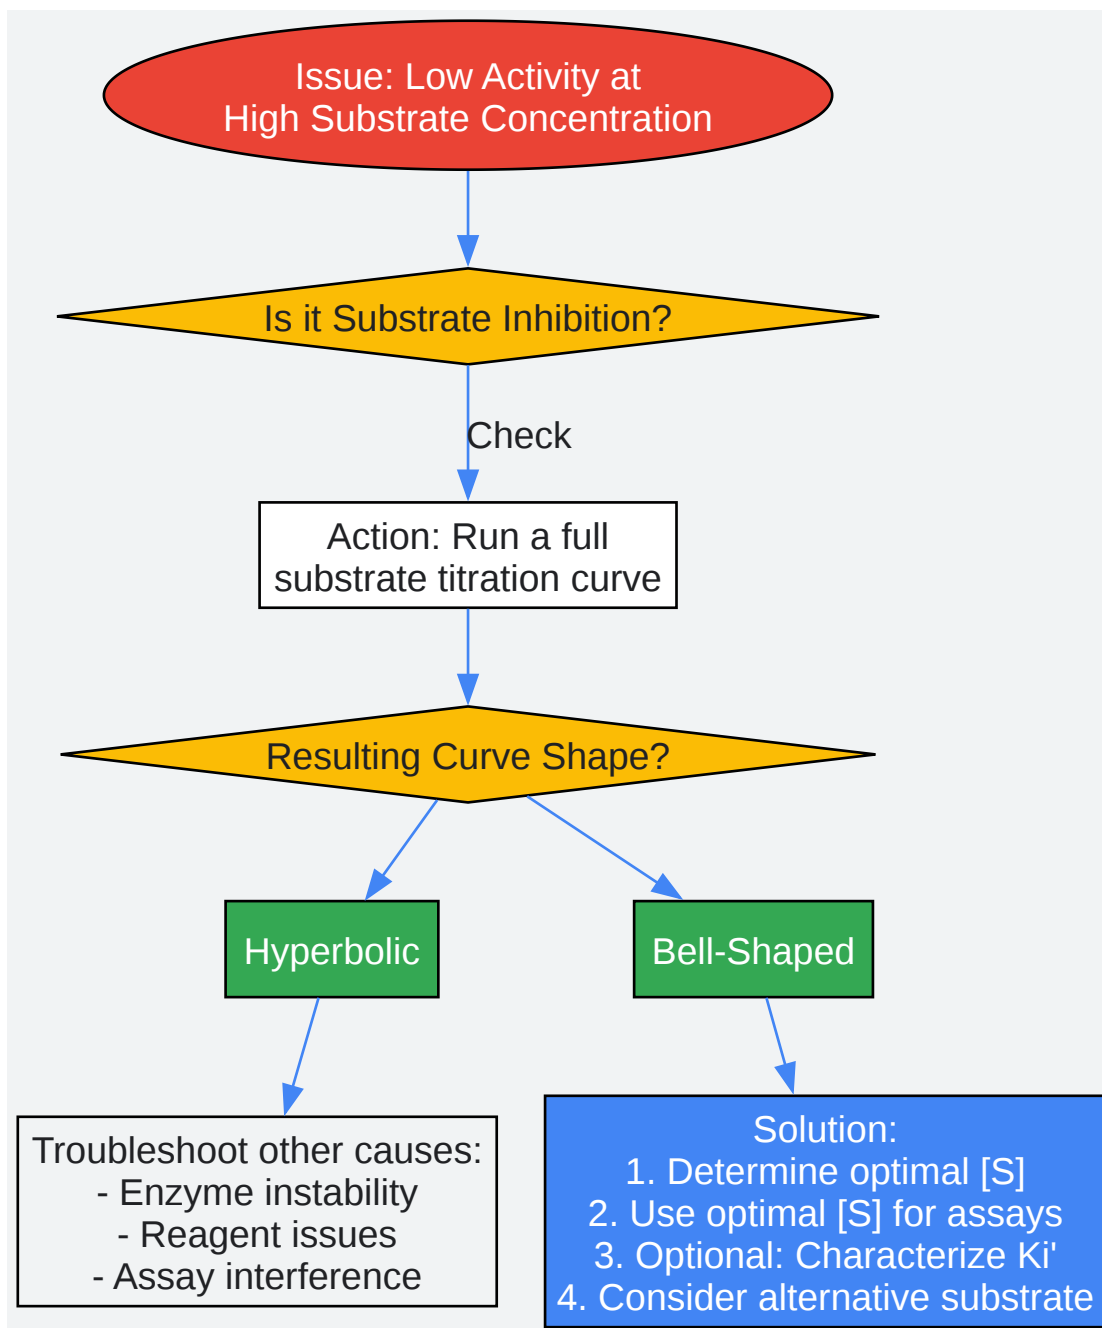 Issue: Low Activity at
High Substrate Concentration
Is it Substrate Inhibition?
Check
Action: Run a full
substrate titration curve
Resulting Curve Shape?
Hyperbolic
Bell-Shaped
Troubleshoot other causes:
- Enzyme instability
- Reagent issues
- Assay interference
Solution:
1. Determine optimal [S]
2. Use optimal [S] for assays
3. Optional: Characterize Ki'
4. Consider alternative substrate